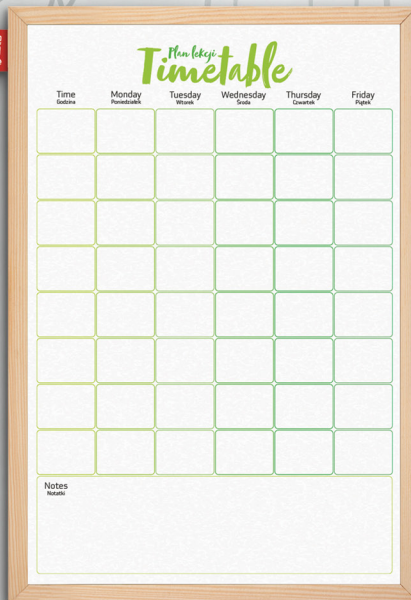 Plan lekcji
Timetable
Time Monday Tuesday Wednesday Thursday Friday
Godzina Poniedziałek Wtorek Środa Czwartek Piątek
Notes
Notatki